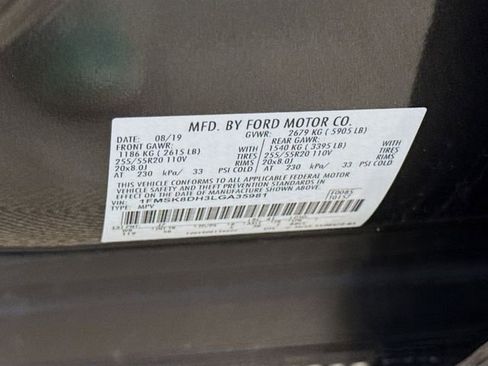 MFD. BY FORD MOTOR CO.
DATE: 08/19 GVWR: 2679 KG ( 5905 LB)
FRONT GAWR: REAR GAWR:
1186 KG ( 2615 LB) WITH 1540 KG ( 3395 LB) WITH
255/55R20 110V TIRES 255/55R20 110V TIRES
20x8.0J RIMS 20x8.0J RIMS
AT 230 kPa/ 33 PSI COLD AT 230 kPa/ 33 PSI COLD
THIS VEHICLE CONFORMS TO ALL APPLICABLE FEDERAL MOTOR
VEHICLE SAFETY AND THEFT PREVENTION STANDARDS IN EFFECT
ON THE DATE OF MANUFACTURE SHOWN ABOVE.
VIN: 1FM5K8DH3LGA35981
TYPE: MPV
F0085
T0152